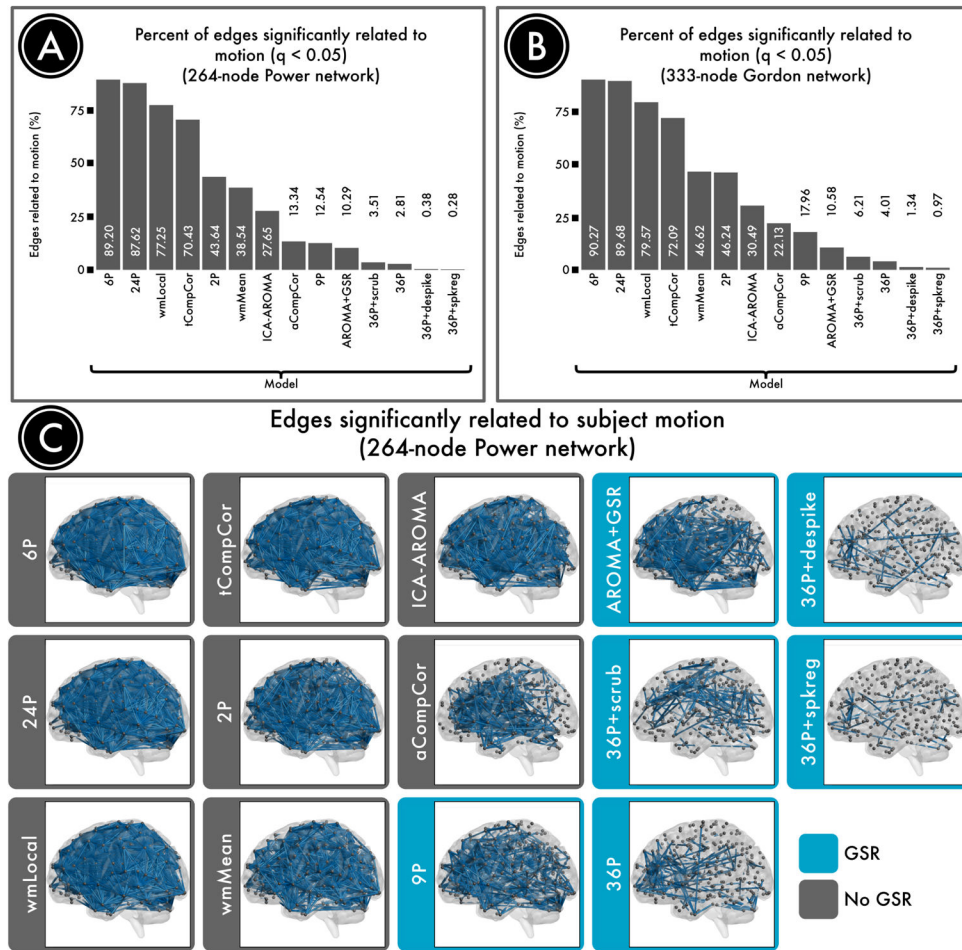 A
Percent of edges significantly related to
motion (q < 0.05)
(264-node Power network)
Edges related to motion (%)
75
50
25
0
89.20
87.62
77.25
70.43
43.64
38.54
27.65
13.34
12.54
10.29
3.51
2.81
0.38
0.28
6P
24P
wmLocal
tCompCor
2P
wmMean
ICA-AROMA
aCompCor
9P
AROMA+GSR
36P+scrub
36P
36P+despike
36P+spkreg
Model
B
Percent of edges significantly related to
motion (q < 0.05)
(333-node Gordon network)
Edges related to motion (%)
75
50
25
0
90.27
89.68
79.57
72.09
46.62
46.24
30.49
22.13
17.96
10.58
6.21
4.01
1.34
0.97
6P
24P
wmLocal
tCompCor
wmMean
2P
ICA-AROMA
aCompCor
9P
AROMA+GSR
36P+scrub
36P
36P+despike
36P+spkreg
Model
C
Edges significantly related to subject motion
(264-node Power network)
6P
tCompCor
ICA-AROMA
AROMA+GSR
36P+despike
24P
2P
aCompCor
36P+scrub
36P+spkreg
wmLocal
wmMean
9P
36P
GSR
No GSR